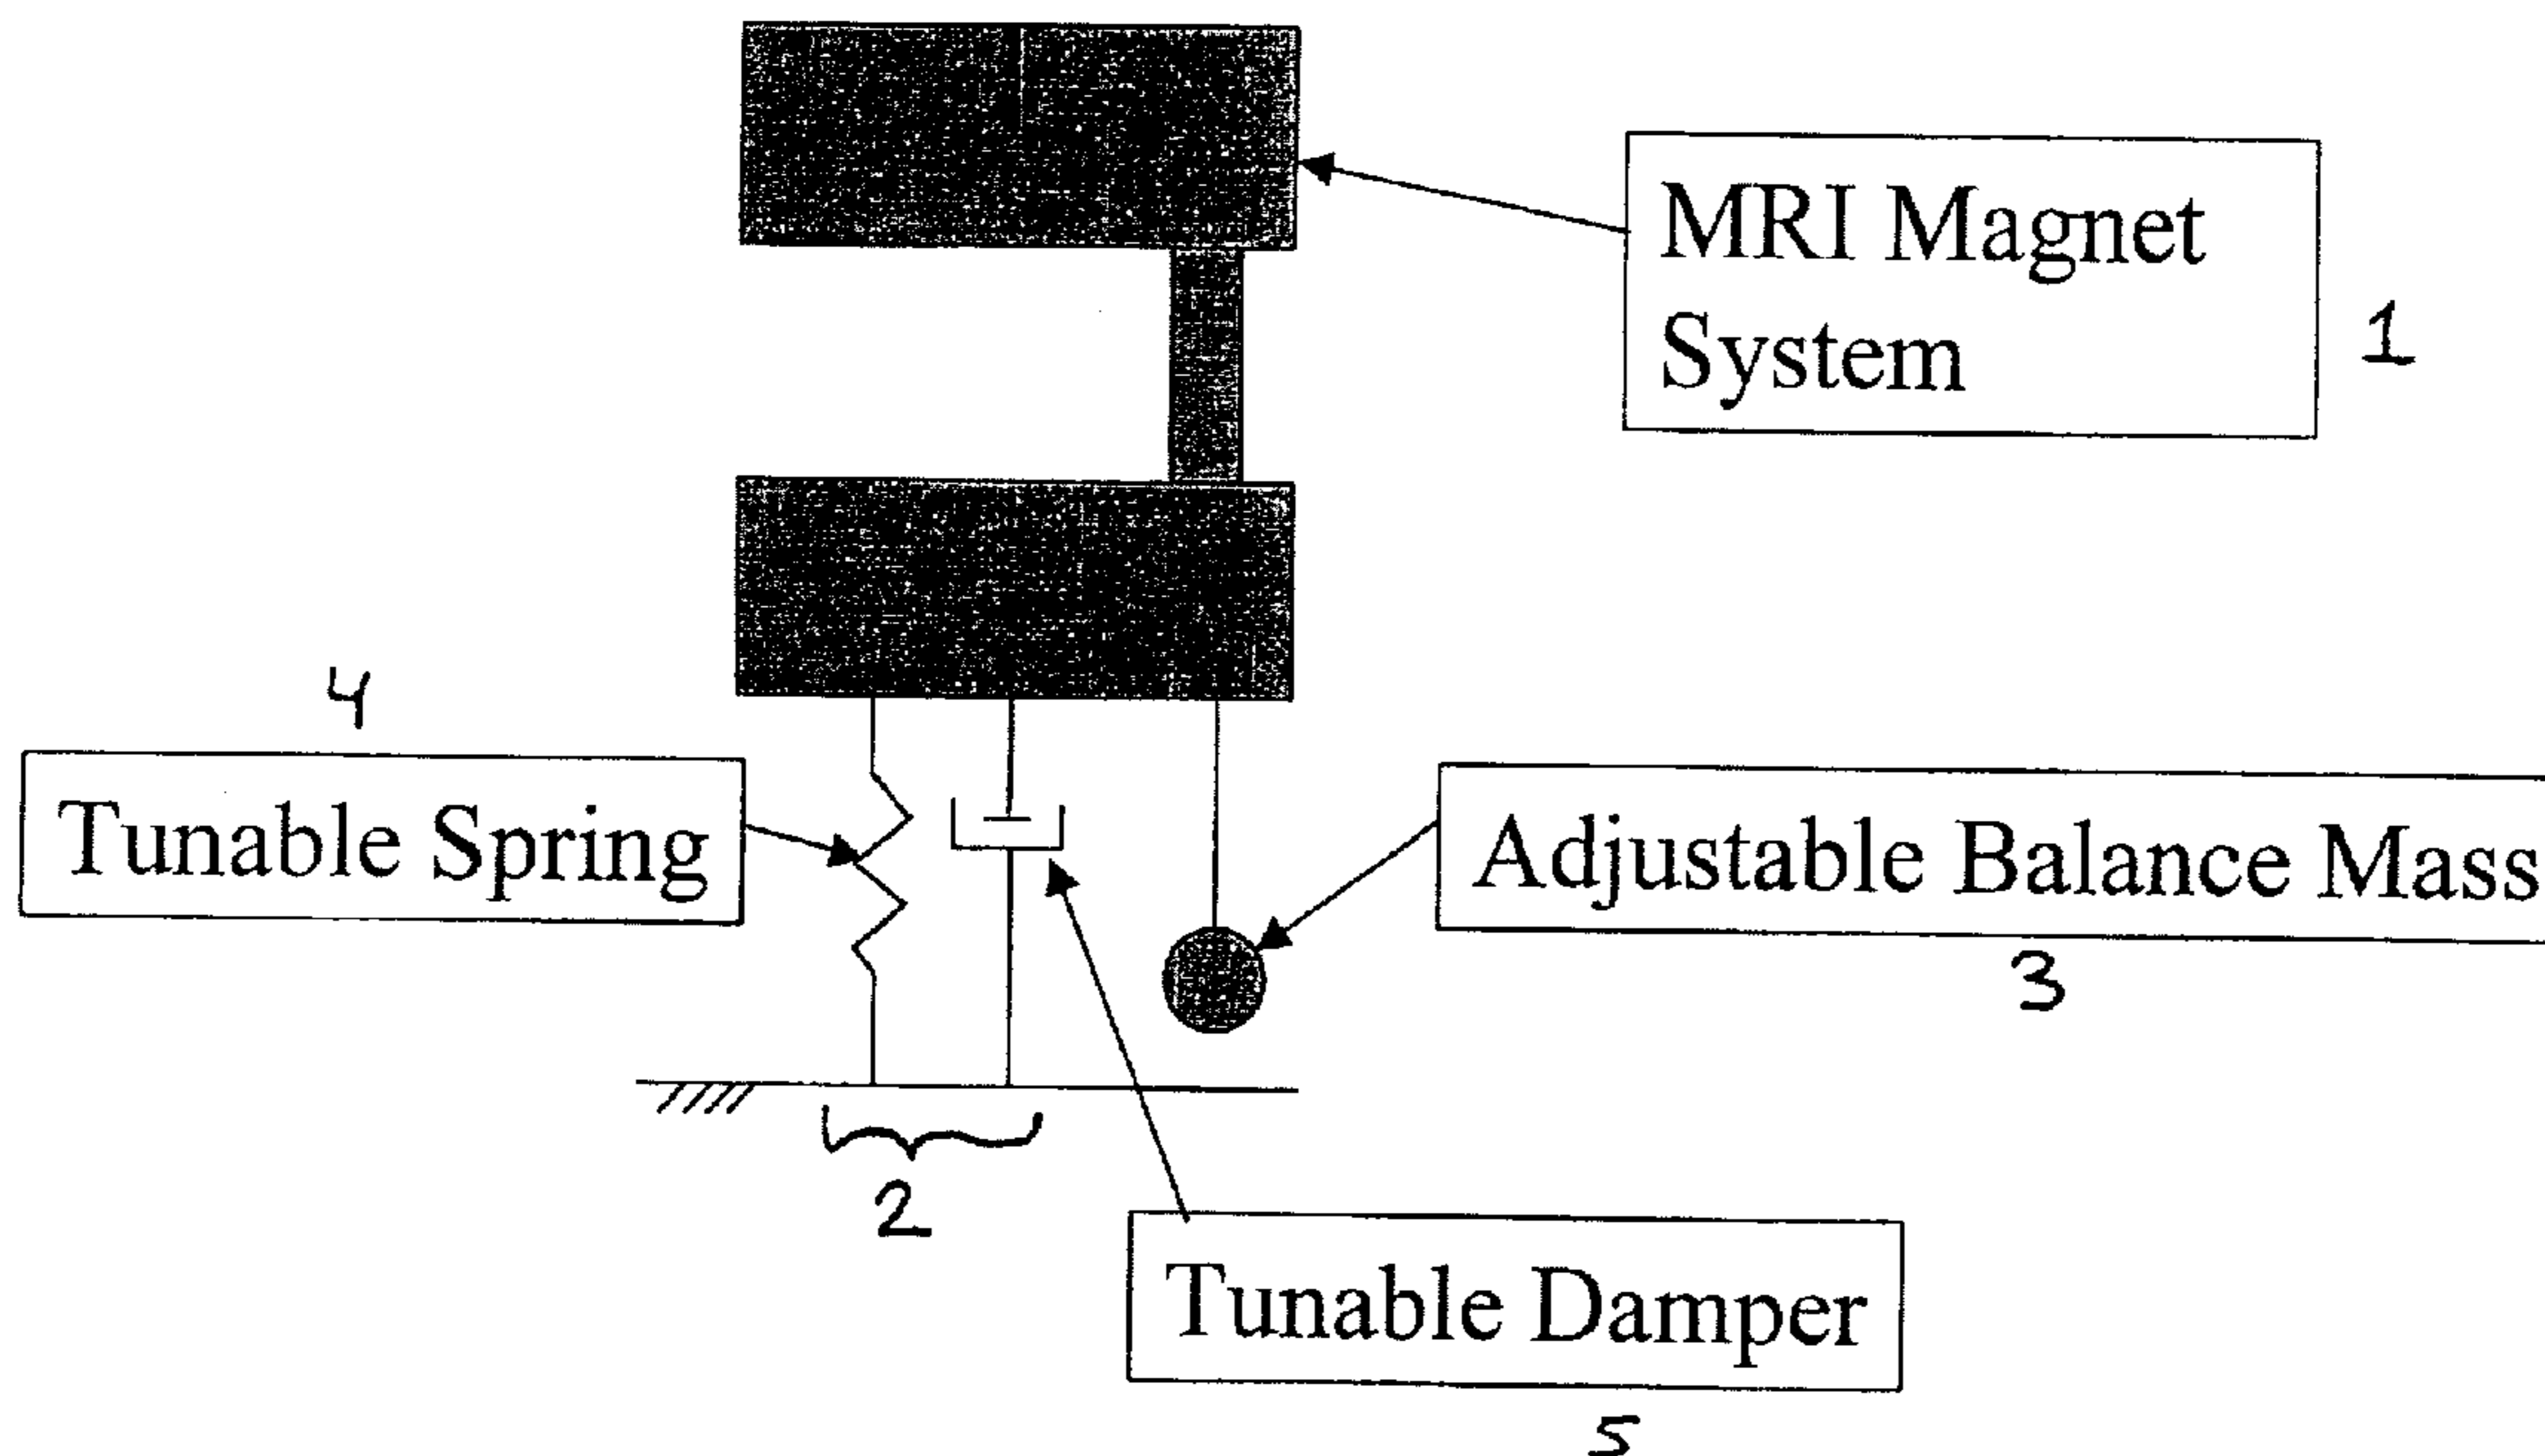 MRI Magnet
System
1
4
Tunable Spring
Adjustable Balance Mass
3
2
Tunable Damper
5